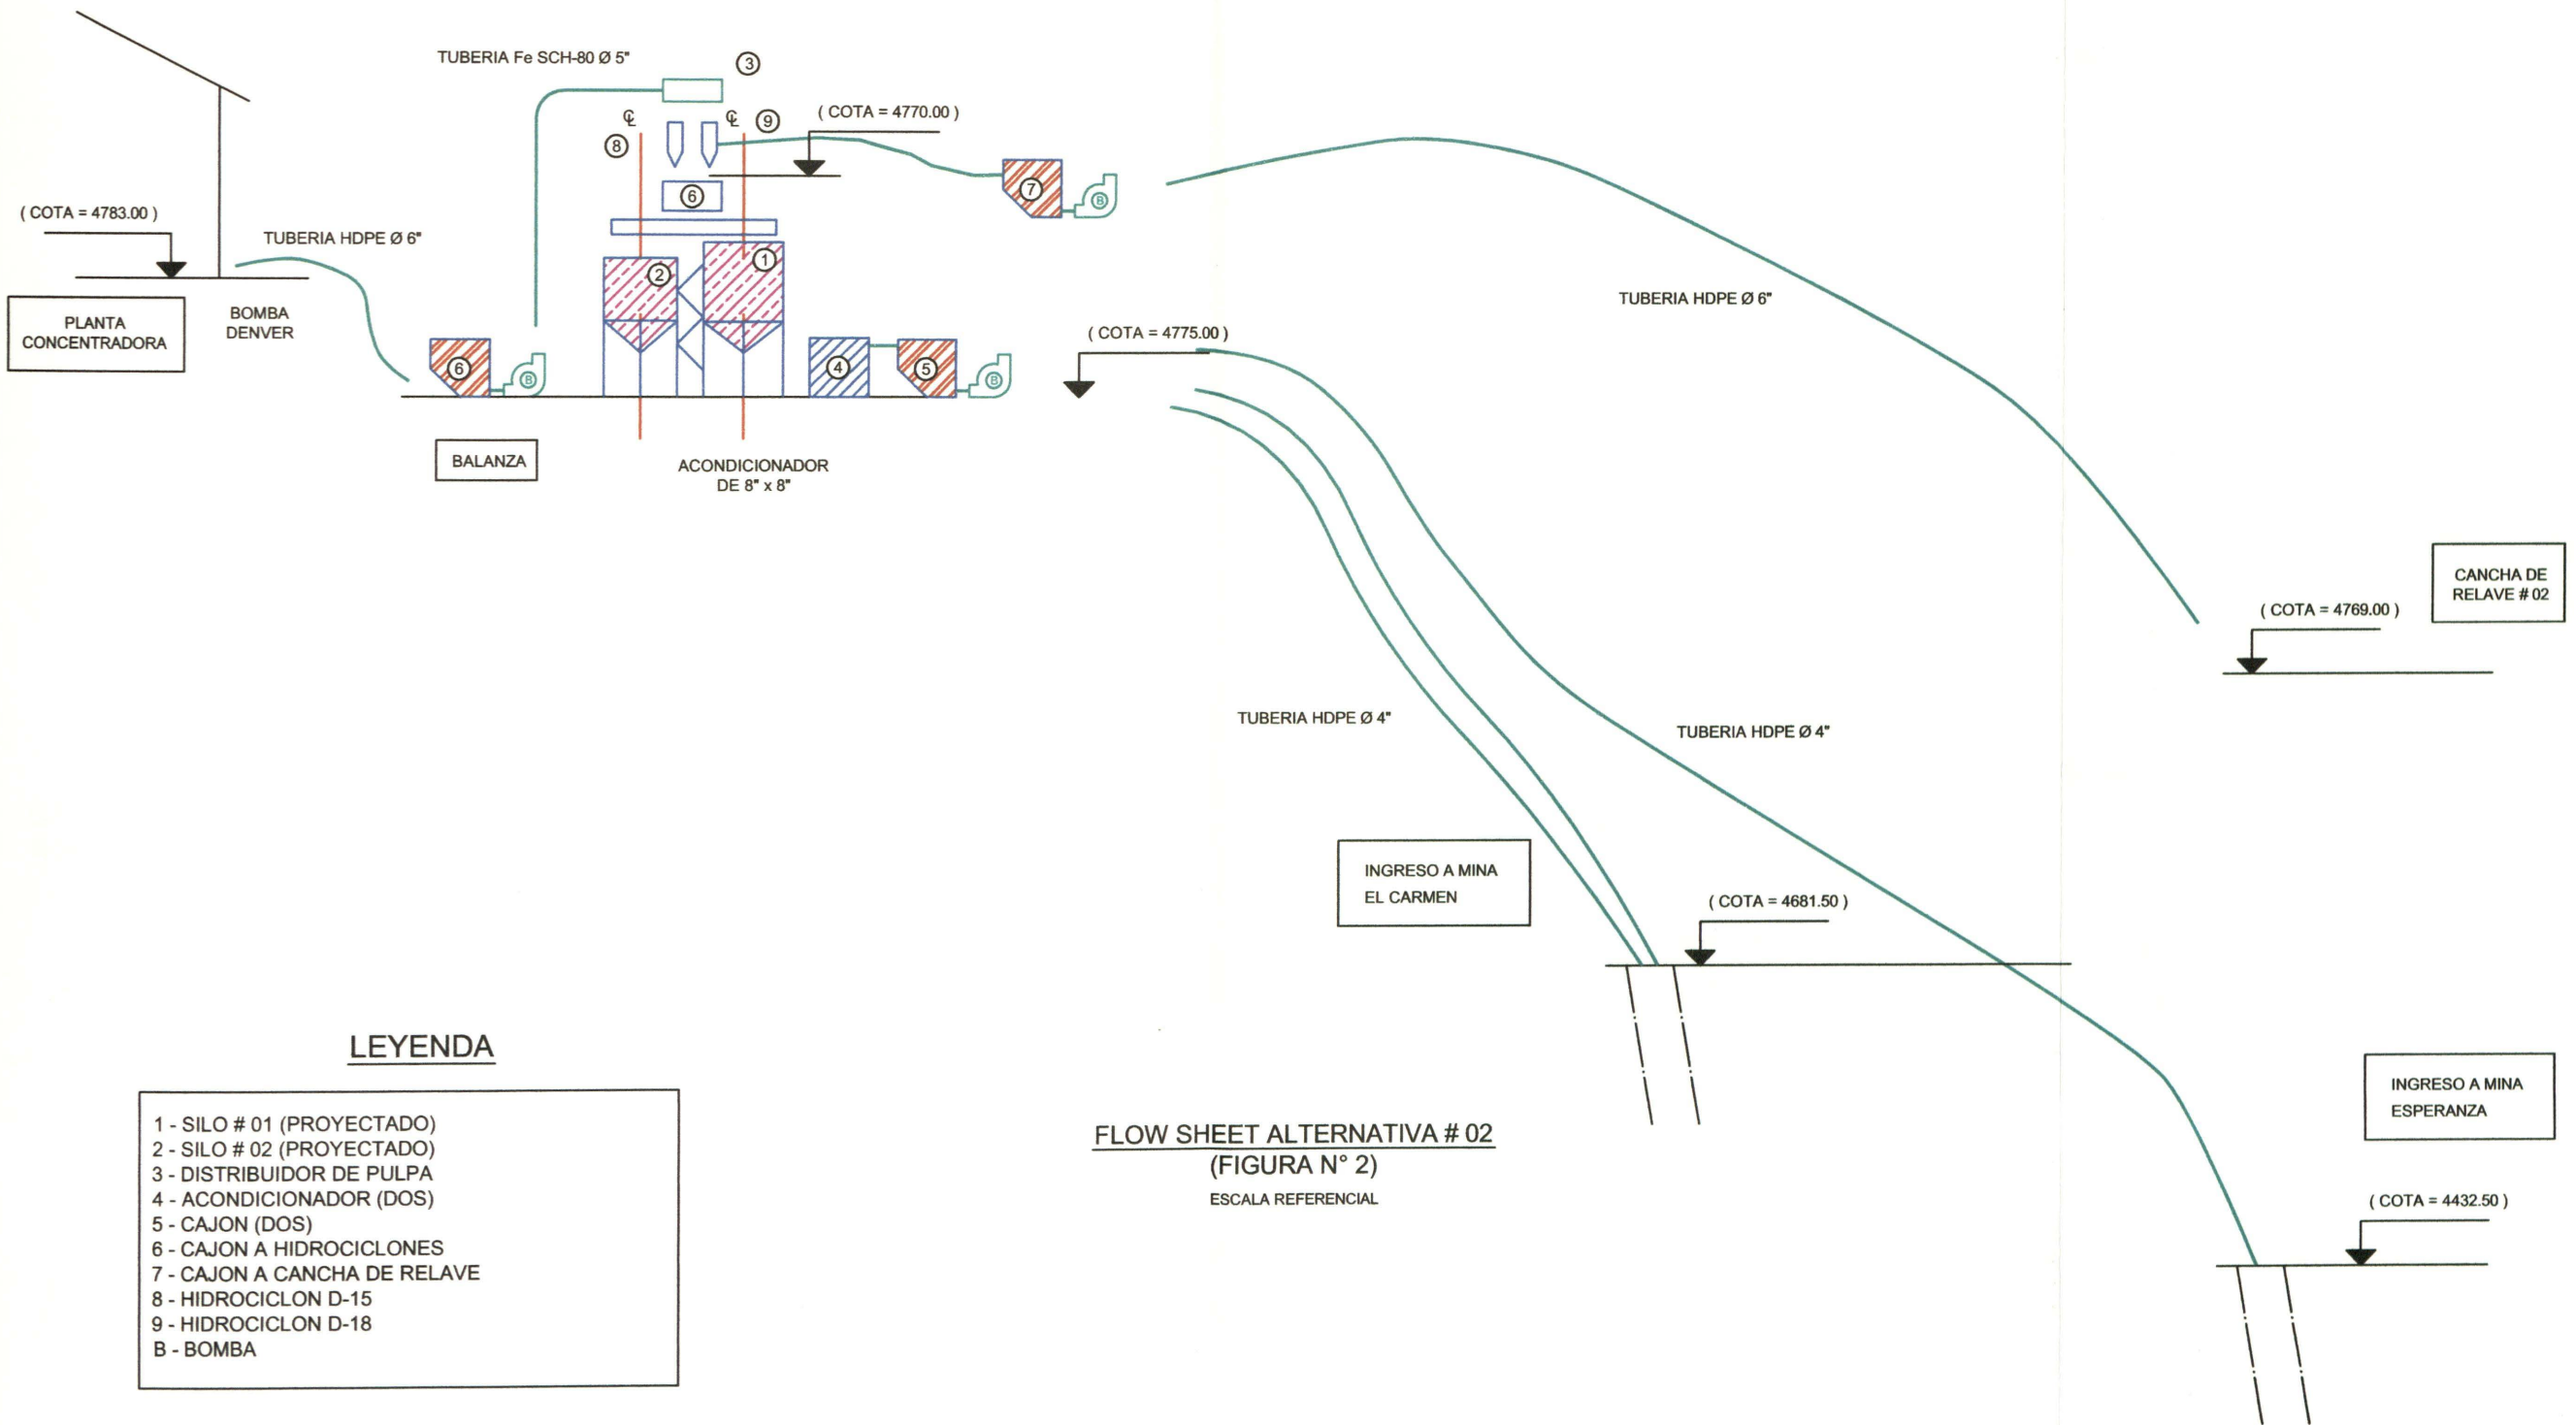 TUBERIA Fe SCH-80 Ø 5"
3
℄
℄
9
8
( COTA = 4770.00 )
7
B
6
( COTA = 4783.00 )
TUBERIA HDPE Ø 6"
PLANTA
CONCENTRADORA
BOMBA
DENVER
1
2
6
B
4
5
B
( COTA = 4775.00 )
TUBERIA HDPE Ø 6"
BALANZA
ACONDICIONADOR
DE 8" x 8"
CANCHA DE
RELAVE # 02
( COTA = 4769.00 )
TUBERIA HDPE Ø 4"
TUBERIA HDPE Ø 4"
INGRESO A MINA
EL CARMEN
( COTA = 4681.50 )
INGRESO A MINA
ESPERANZA
( COTA = 4432.50 )
LEYENDA
1 - SILO # 01 (PROYECTADO)
2 - SILO # 02 (PROYECTADO)
3 - DISTRIBUIDOR DE PULPA
4 - ACONDICIONADOR (DOS)
5 - CAJON (DOS)
6 - CAJON A HIDROCICLONES
7 - CAJON A CANCHA DE RELAVE
8 - HIDROCICLON D-15
9 - HIDROCICLON D-18
B - BOMBA
FLOW SHEET ALTERNATIVA # 02
(FIGURA N° 2)
ESCALA REFERENCIAL